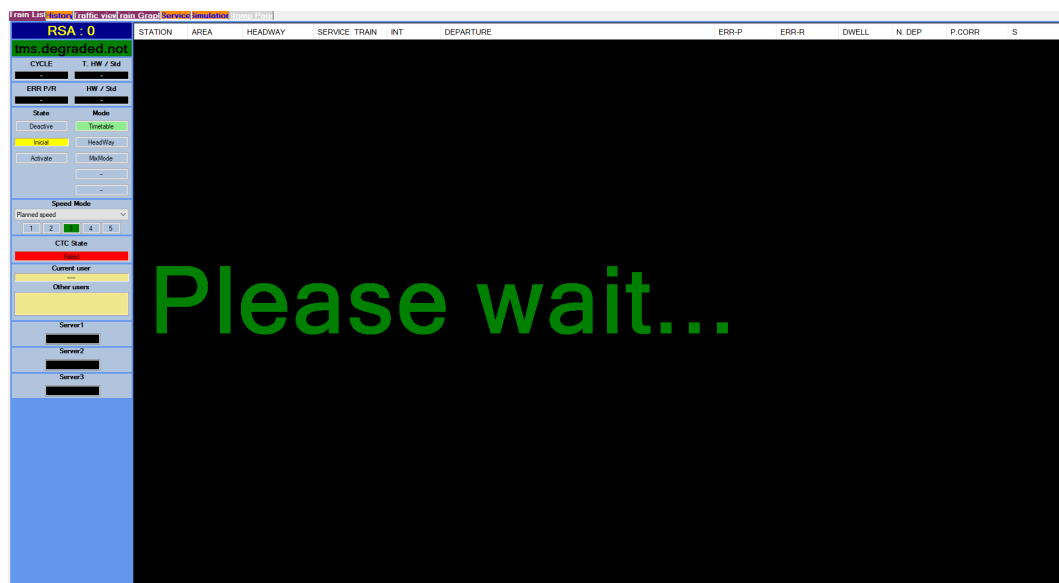 Train List History Traffic view Train Grap Service Simulation
RSA : 0
STATION AREA HEADWAY SERVICE TRAIN INT DEPARTURE ERR-P ERR-R DWELL N. DEP P.CORR S
tms.degraded.not
CYCLE T. HW / Std
- -
ERR P/R HW / Std
- -
State Mode
Deactive Timetable
Inicial HeadWay
Activate MixMode
-
-
Speed Mode
Planned speed
1 2 3 4 5
CTC State
Failed
Current user
---
Other users
Please wait...
Server1
Server2
Server3